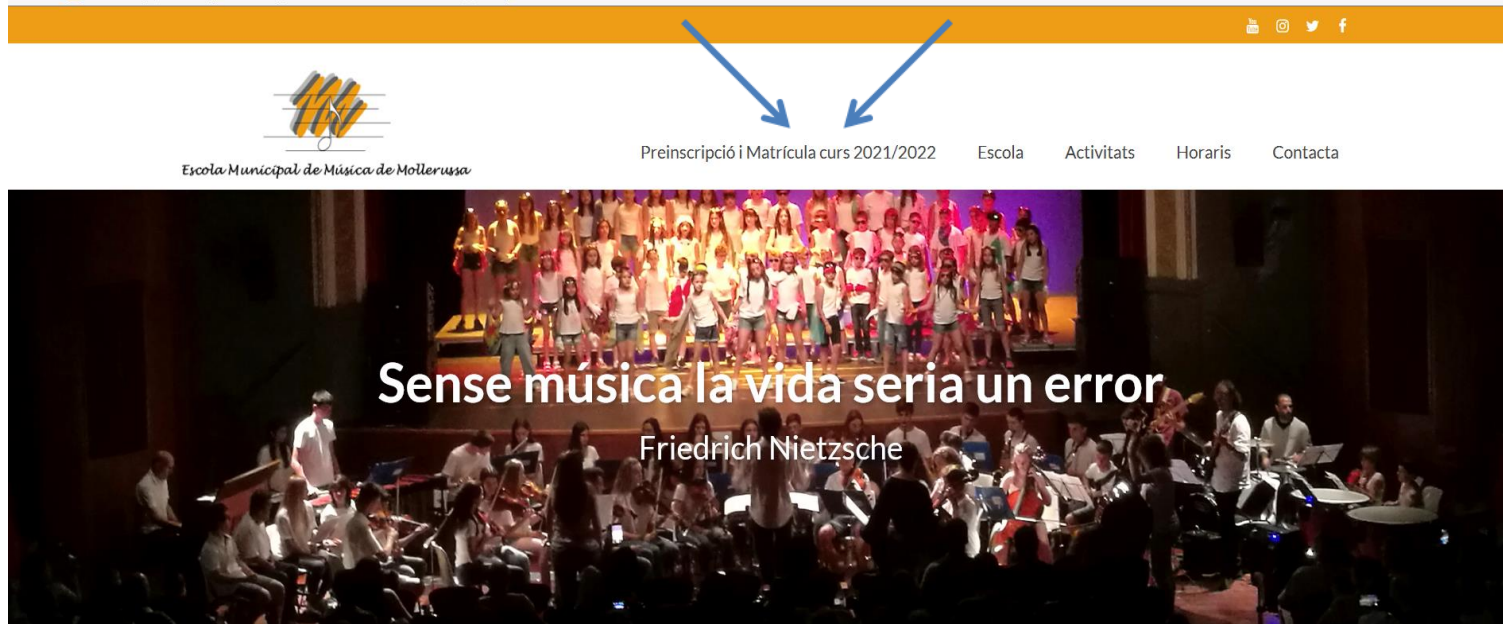 Escola Municipal de Música de Mollerussa
Preinscripció i Matrícula curs 2021/2022 Escola Activitats Horaris Contacta
Sense música la vida seria un error
Friedrich Nietzsche